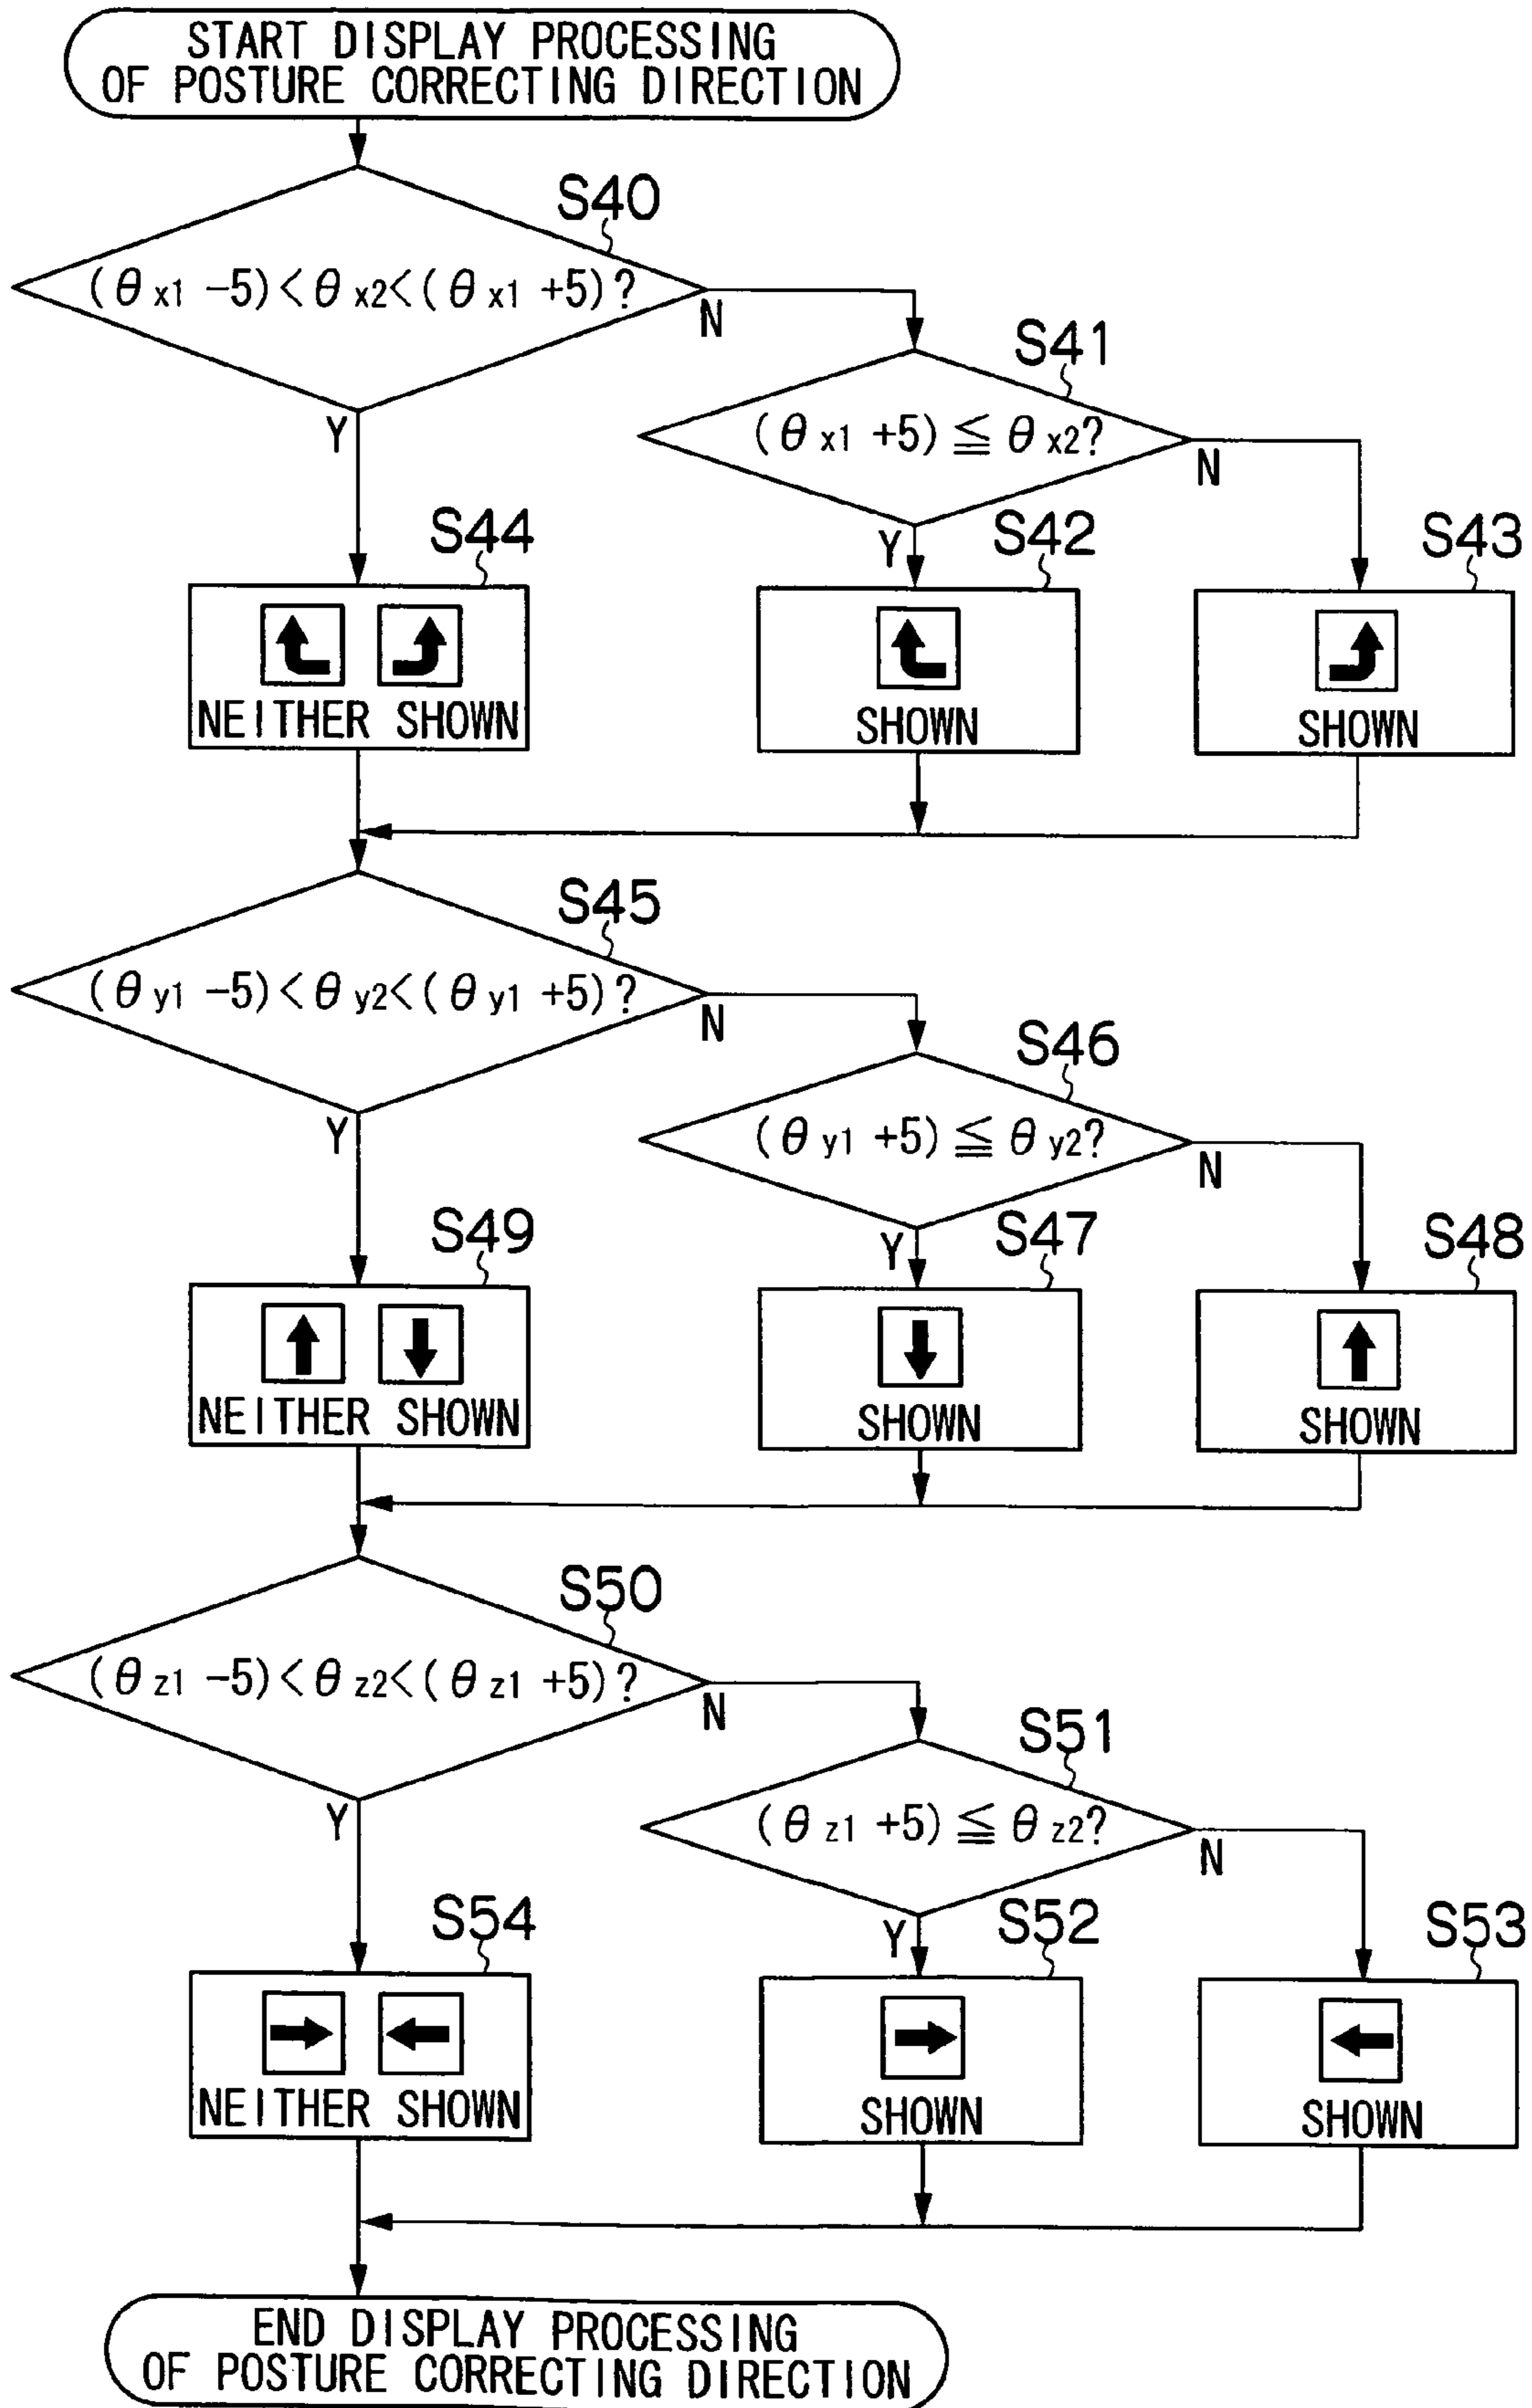 START DISPLAY PROCESSING
OF POSTURE CORRECTING DIRECTION
S40
(θx1 -5)<θx2<(θx1 +5)?
N
Y
S41
(θx1 +5)≦θx2?
N
Y
S44
NEITHER SHOWN
S42
SHOWN
S43
SHOWN
S45
(θy1 -5)<θy2<(θy1 +5)?
N
Y
S46
(θy1 +5)≦θy2?
N
Y
S49
NEITHER SHOWN
S47
SHOWN
S48
SHOWN
S50
(θz1 -5)<θz2<(θz1 +5)?
N
Y
S51
(θz1 +5)≦θz2?
N
Y
S54
NEITHER SHOWN
S52
SHOWN
S53
SHOWN
END DISPLAY PROCESSING
OF POSTURE CORRECTING DIRECTION